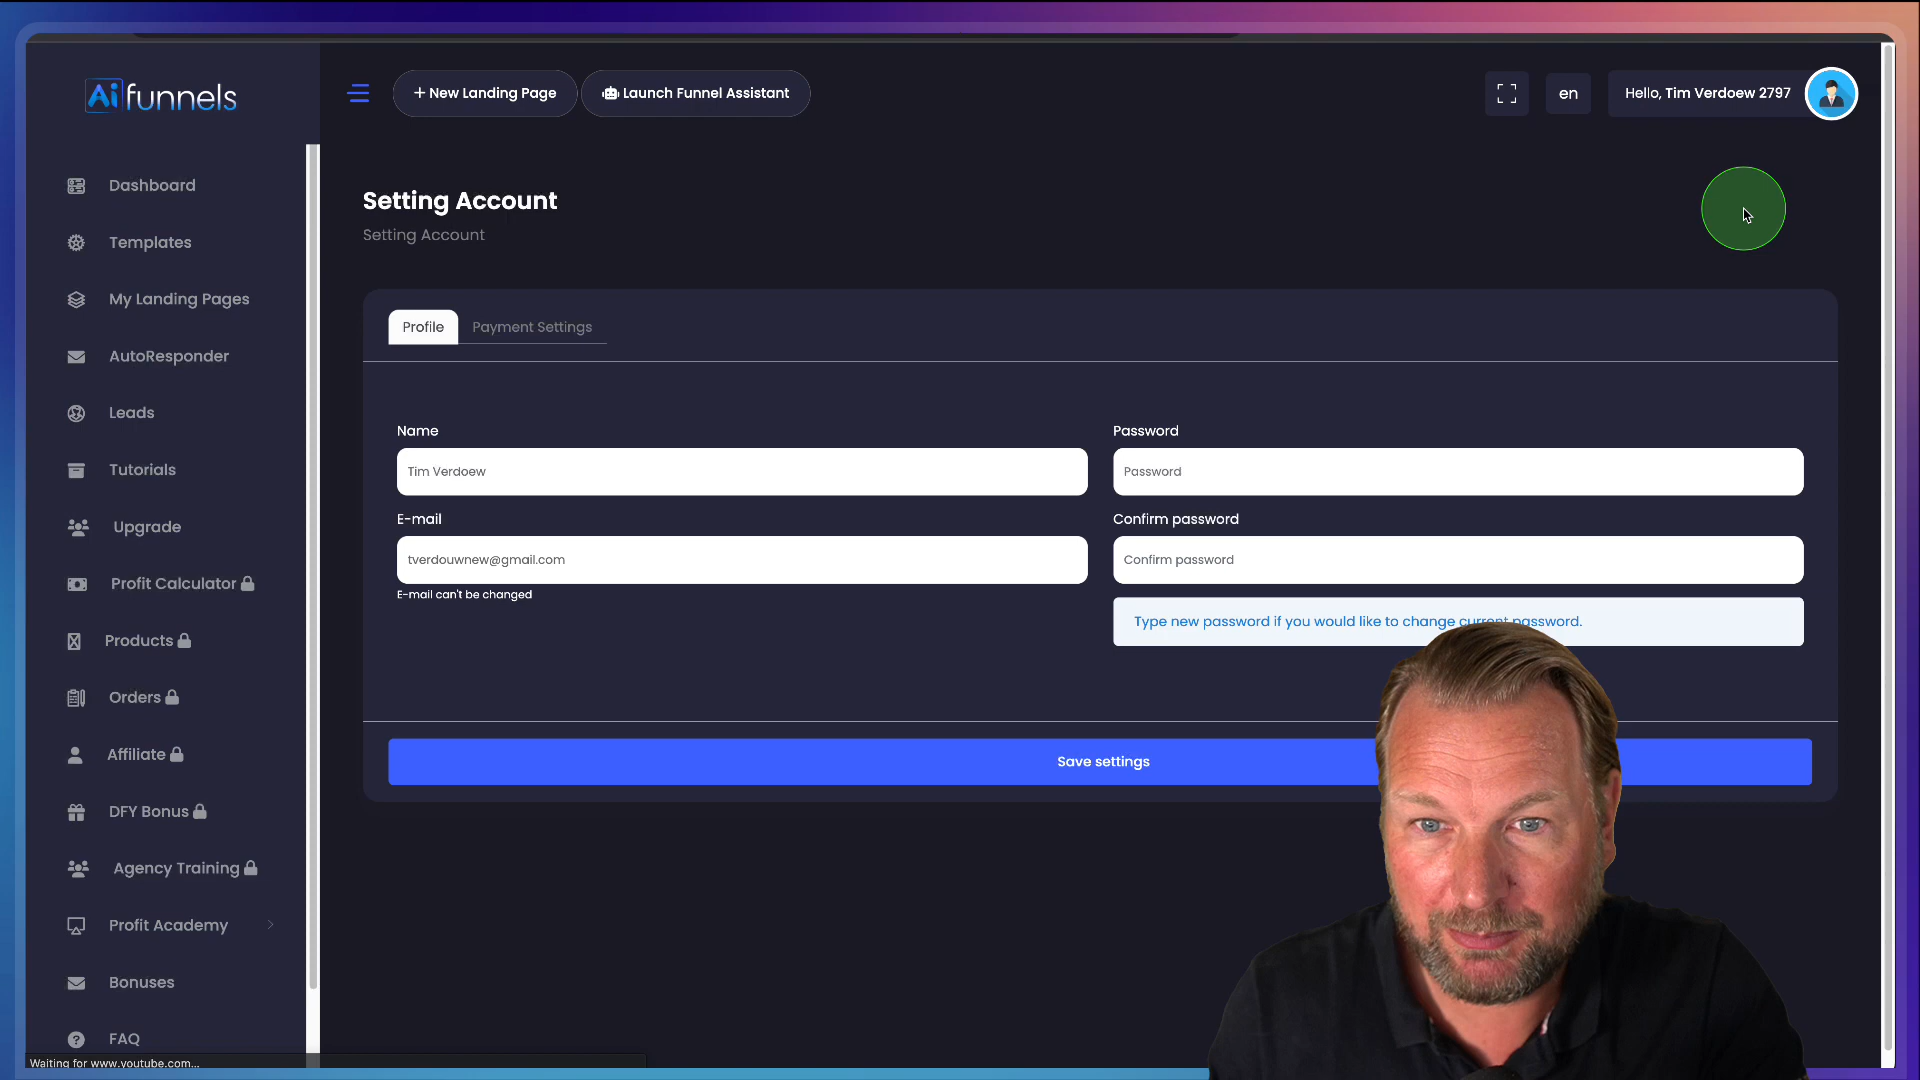 Ai funnels
+ New Landing Page
Launch Funnel Assistant
en
Hello, Tim Verdoew 2797
Dashboard
Templates
My Landing Pages
AutoResponder
Leads
Tutorials
Upgrade
Profit Calculator
Products
Orders
Affiliate
DFY Bonus
Agency Training
Profit Academy
Bonuses
FAQ
Setting Account
Setting Account
Profile
Payment Settings
Name
Tim Verdoew
E-mail
tverdouwnew@gmail.com
E-mail can't be changed
Password
Password
Confirm password
Confirm password
Type new password if you would like to change current password.
Save settings
Waiting for www.youtube.com...